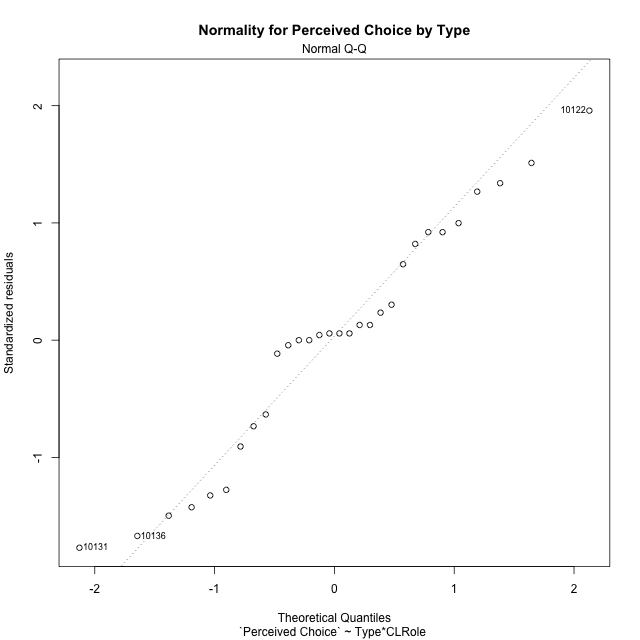 Normality for Perceived Choice by Type
Normal Q-Q
10122
2
1
0
-1
Standardized residuals
10136
10131
-2
-1
0
1
2
Theoretical Quantiles
`Perceived Choice` ~ Type*CLRole